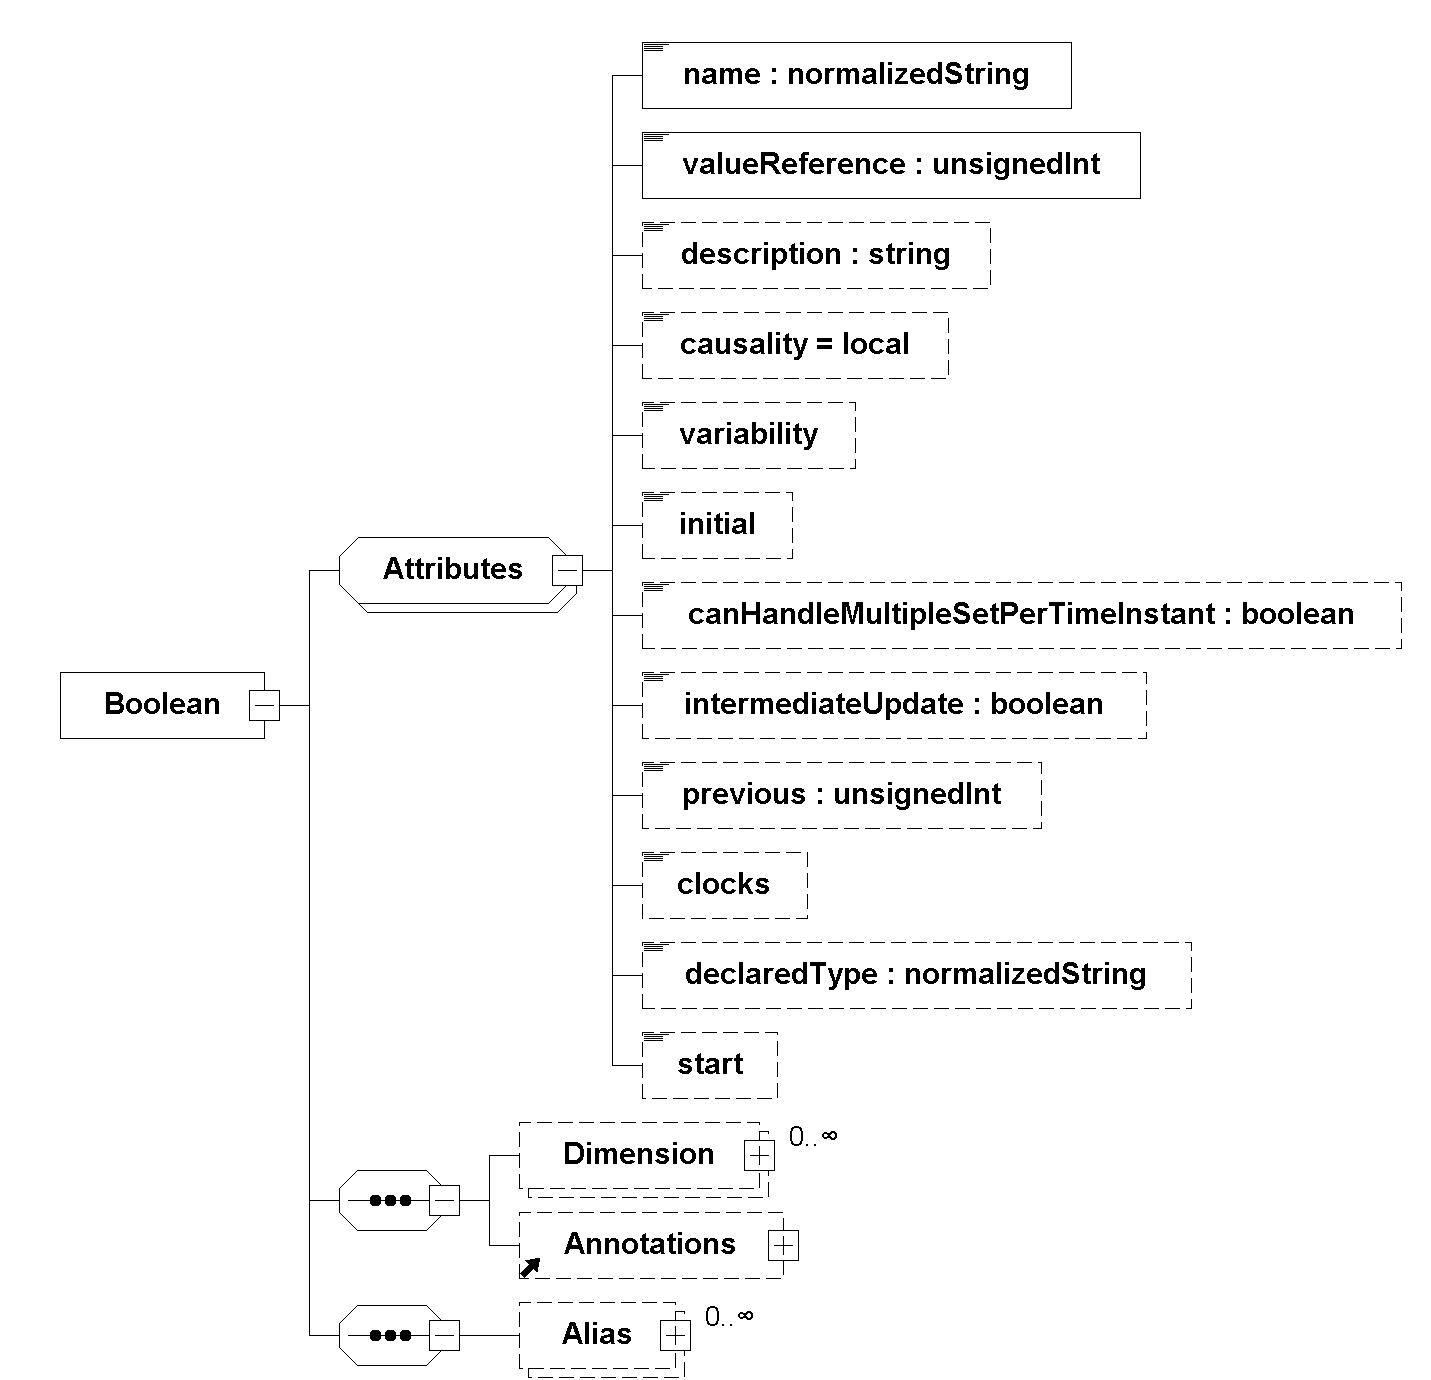 name : normalizedString
valueReference : unsignedInt
description : string
causality = local
variability
initial
Attributes
canHandleMultipleSetPerTimeInstant : boolean
Boolean
intermediateUpdate : boolean
previous : unsignedInt
clocks
declaredType : normalizedString
start
Dimension
0..∞
Annotations
Alias
0..∞